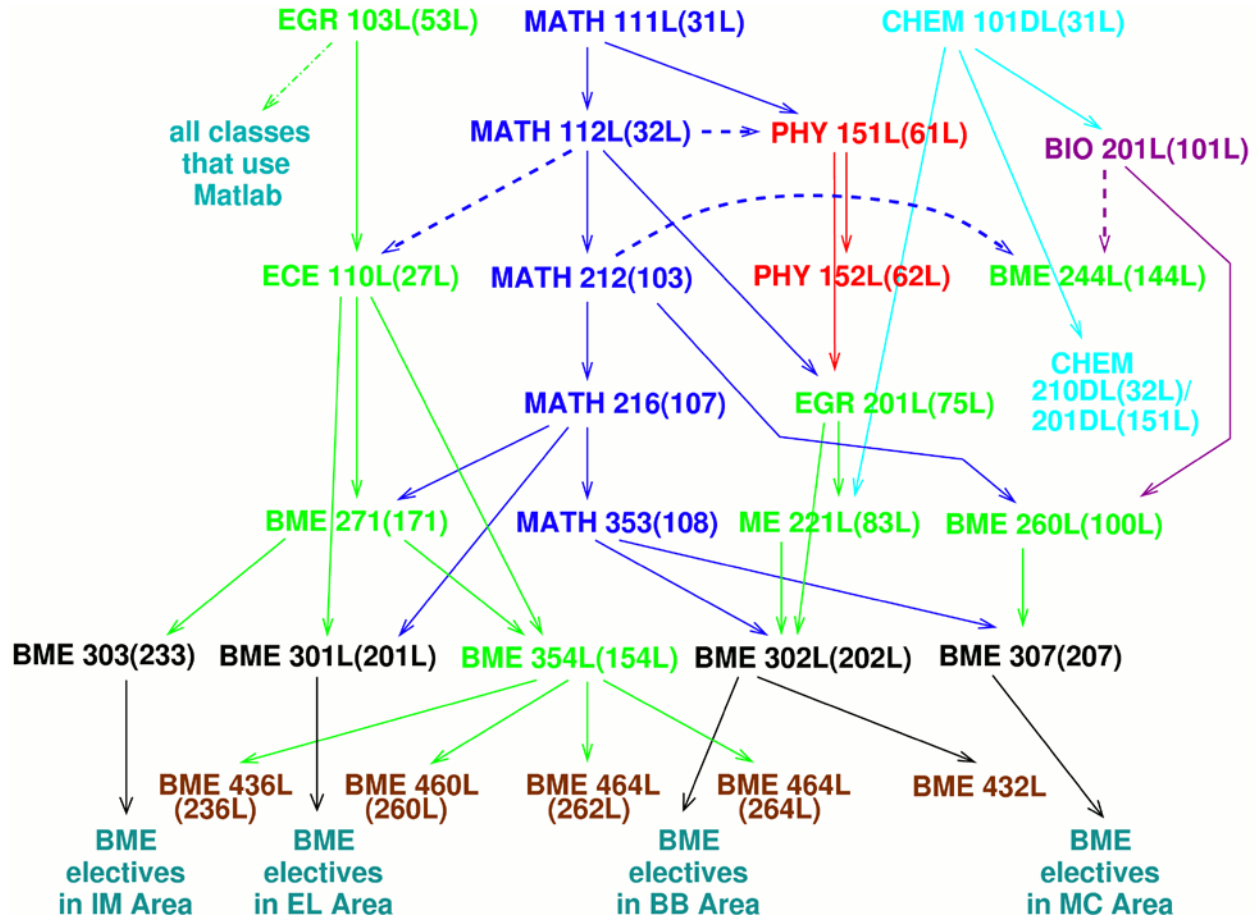 EGR 103L(53L)
MATH 111L(31L)
CHEM 101DL(31L)
all classes
that use
Matlab
MATH 112L(32L)
PHY 151L(61L)
BIO 201L(101L)
ECE 110L(27L)
MATH 212(103)
PHY 152L(62L)
BME 244L(144L)
MATH 216(107)
EGR 201L(75L)
CHEM
210DL(32L)/
201DL(151L)
BME 271(171)
MATH 353(108)
ME 221L(83L)
BME 260L(100L)
BME 303(233)
BME 301L(201L)
BME 354L(154L)
BME 302L(202L)
BME 307(207)
BME 436L
(236L)
BME 460L
(260L)
BME 464L
(262L)
BME 464L
(264L)
BME 432L
BME
electives
in IM Area
BME
electives
in EL Area
BME
electives
in BB Area
BME
electives
in MC Area